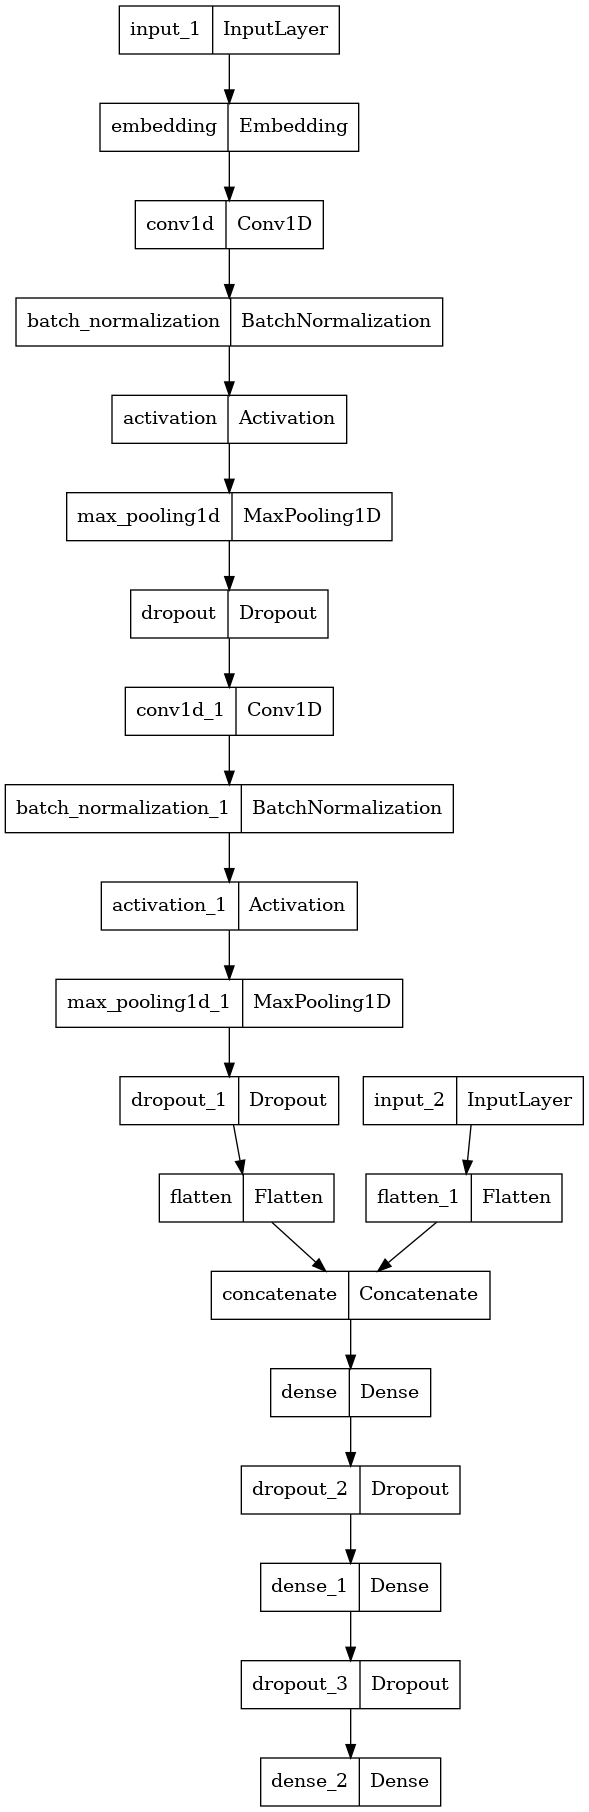 input_1 InputLayer
embedding Embedding
conv1d Conv1D
batch_normalization BatchNormalization
activation Activation
max_pooling1d MaxPooling1D
dropout Dropout
conv1d_1 Conv1D
batch_normalization_1 BatchNormalization
activation_1 Activation
max_pooling1d_1 MaxPooling1D
dropout_1 Dropout input_2 InputLayer
flatten Flatten flatten_1 Flatten
concatenate Concatenate
dense Dense
dropout_2 Dropout
dense_1 Dense
dropout_3 Dropout
dense_2 Dense